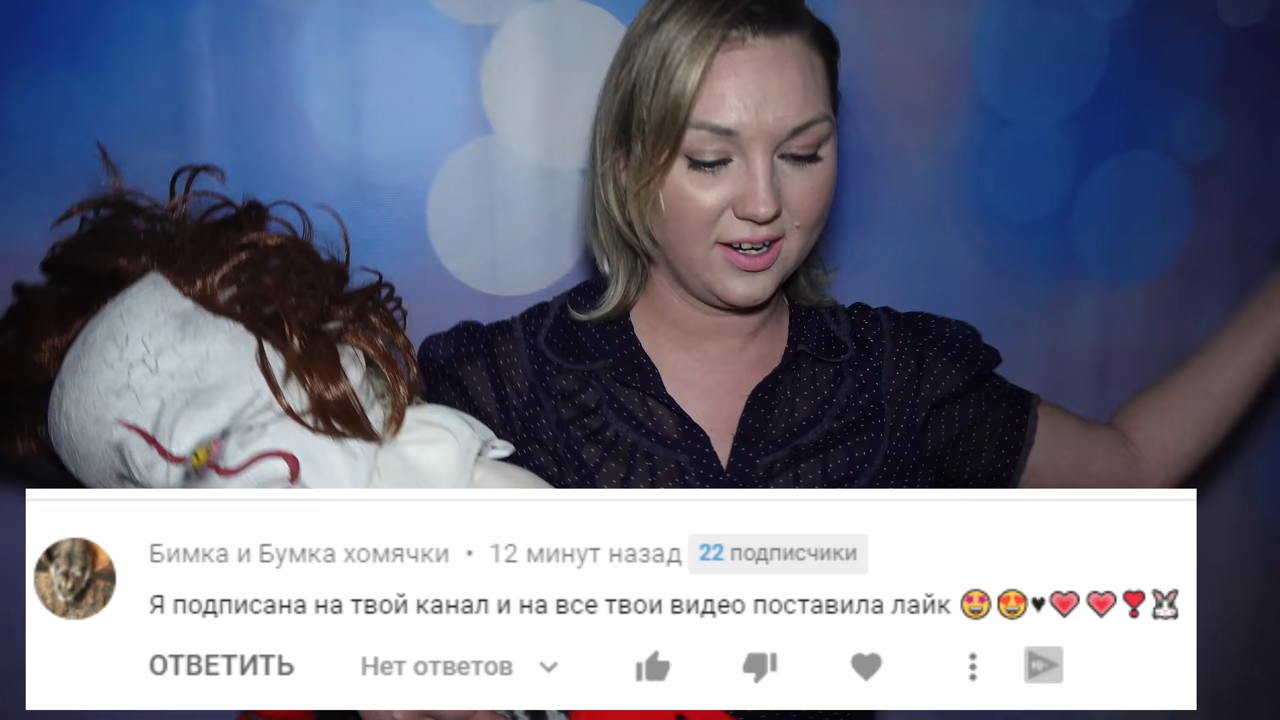 Бимка и Бумка хомячки • 12 минут назад 22 подписчики
Я подписана на твой канал и на все твои видео поставила лайк 🤩😍♥❤️❤️❣️🐰
ОТВЕТИТЬ Нет ответов